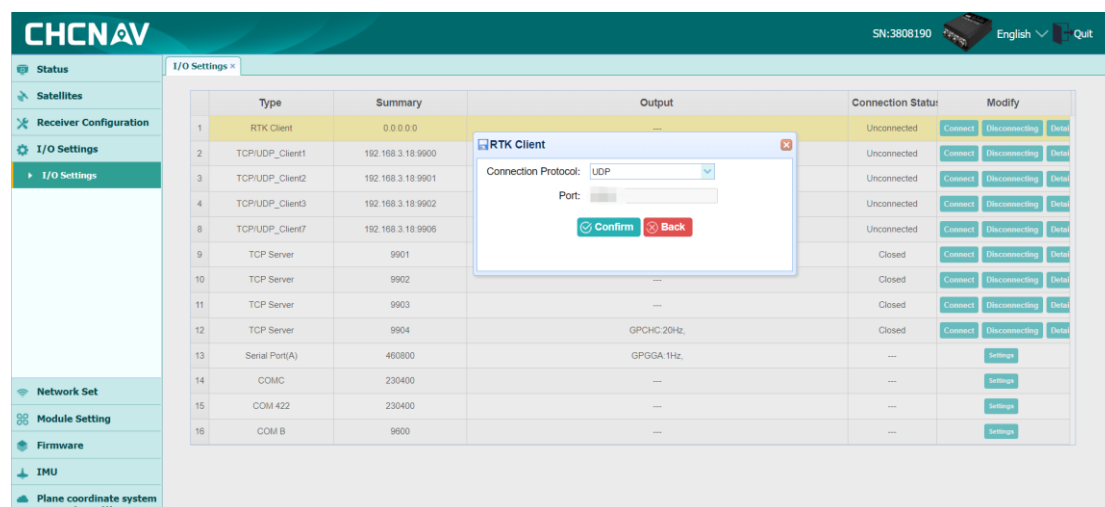 CHCNAV
SN:3808190 English Quit
Status
Satellites
Receiver Configuration
I/O Settings
I/O Settings
Network Set
Module Setting
Firmware
IMU
Plane coordinate system
I/O Settings ×
Type Summary Output Connection Status Modify
1 RTK Client 0.0.0.0:0 --- Unconnected Connect Disconnecting Detai
2 TCP/UDP_Client1 192.168.3.18:9900 Unconnected Connect Disconnecting Detai
3 TCP/UDP_Client2 192.168.3.18:9901 Unconnected Connect Disconnecting Detai
4 TCP/UDP_Client3 192.168.3.18:9902 Unconnected Connect Disconnecting Detai
8 TCP/UDP_Client7 192.168.3.18:9906 Unconnected Connect Disconnecting Detai
9 TCP Server 9901 Closed Connect Disconnecting Detai
10 TCP Server 9902 --- Closed Connect Disconnecting Detai
11 TCP Server 9903 --- Closed Connect Disconnecting Detai
12 TCP Server 9904 GPCHC:20Hz, Closed Connect Disconnecting Detai
13 Serial Port(A) 460800 GPGGA:1Hz, --- Settings
14 COMC 230400 --- --- Settings
15 COM 422 230400 --- --- Settings
16 COM B 9600 --- --- Settings
RTK Client
Connection Protocol: UDP
Port:
Confirm Back